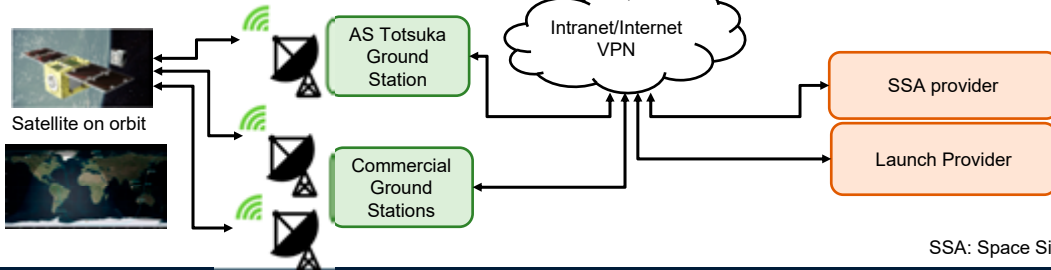 AS Totsuka
Ground
Station
Intranet/Internet
VPN
SSA provider
Satellite on orbit
Commercial
Ground
Stations
Launch Provider
SSA: Space Si